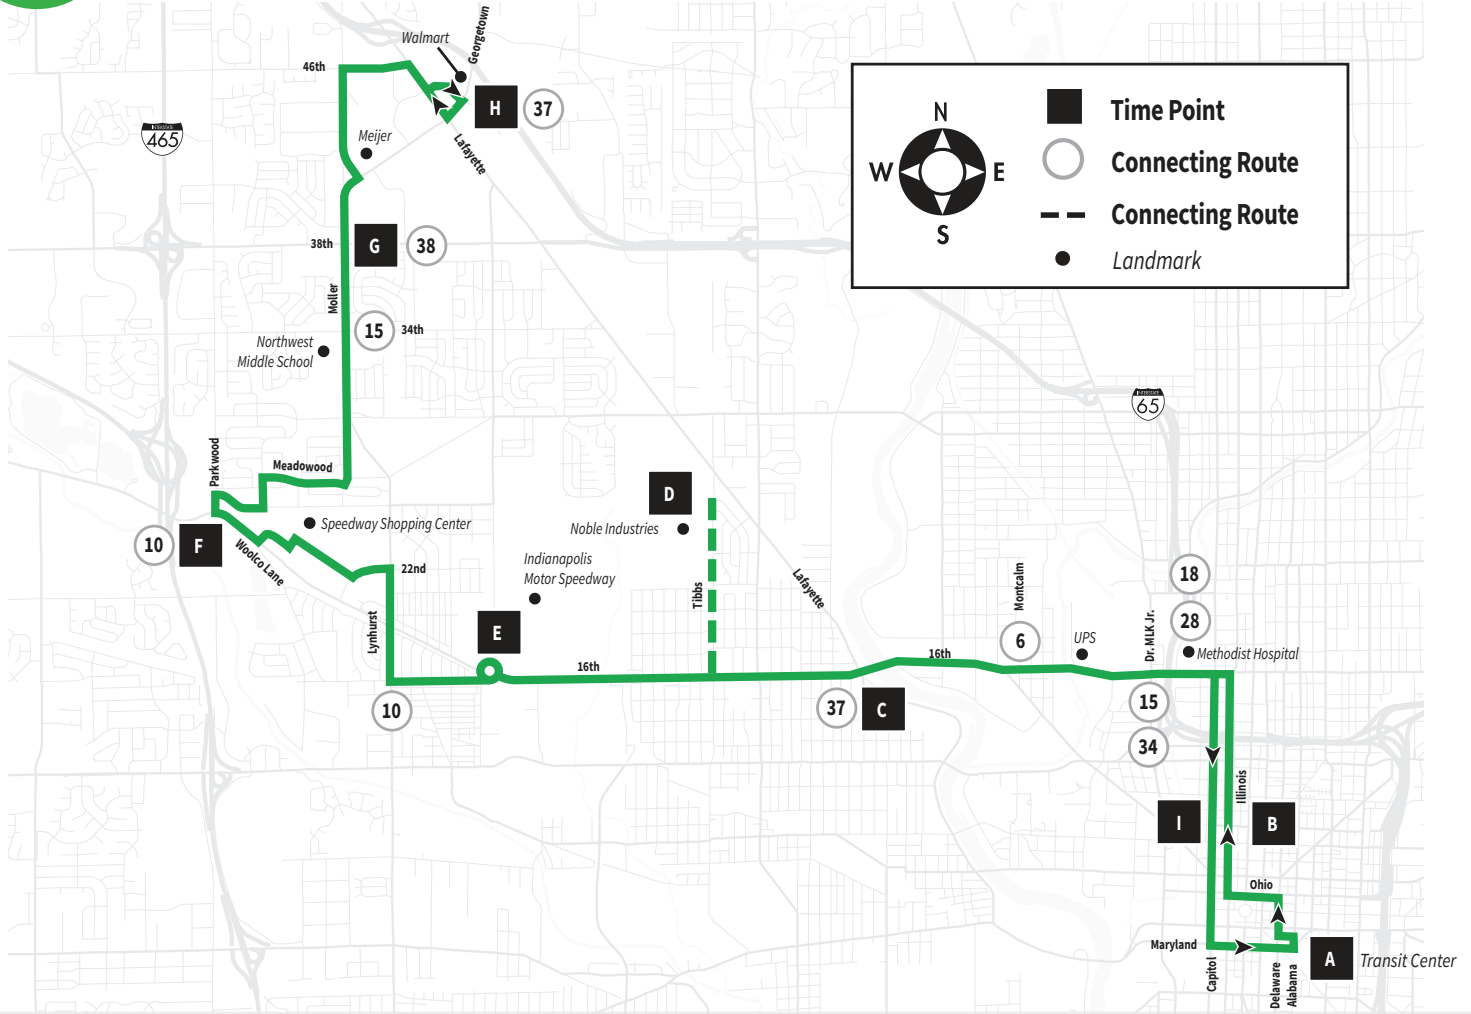 Walmart
Georgetown
46th
H
37
INTERSTATE
465
Meijer
Lafayette
N
W
E
S
Time Point
Connecting Route
Connecting Route
Landmark
38th
G
38
Moller
15
34th
Northwest
Middle School
INTERSTATE
65
Parkwood
Meadowood
D
Speedway Shopping Center
Noble Industries
10
F
Woolco Lane
Indianapolis
Motor Speedway
22nd
Lafayette
Tibbs
Montcalm
18
28
Lynhurst
E
6
UPS
Dr. MLK Jr.
Methodist Hospital
16th
16th
10
37
C
15
34
Illinois
I
B
Ohio
Maryland
A
Transit Center
Capitol
Delaware
Alabama